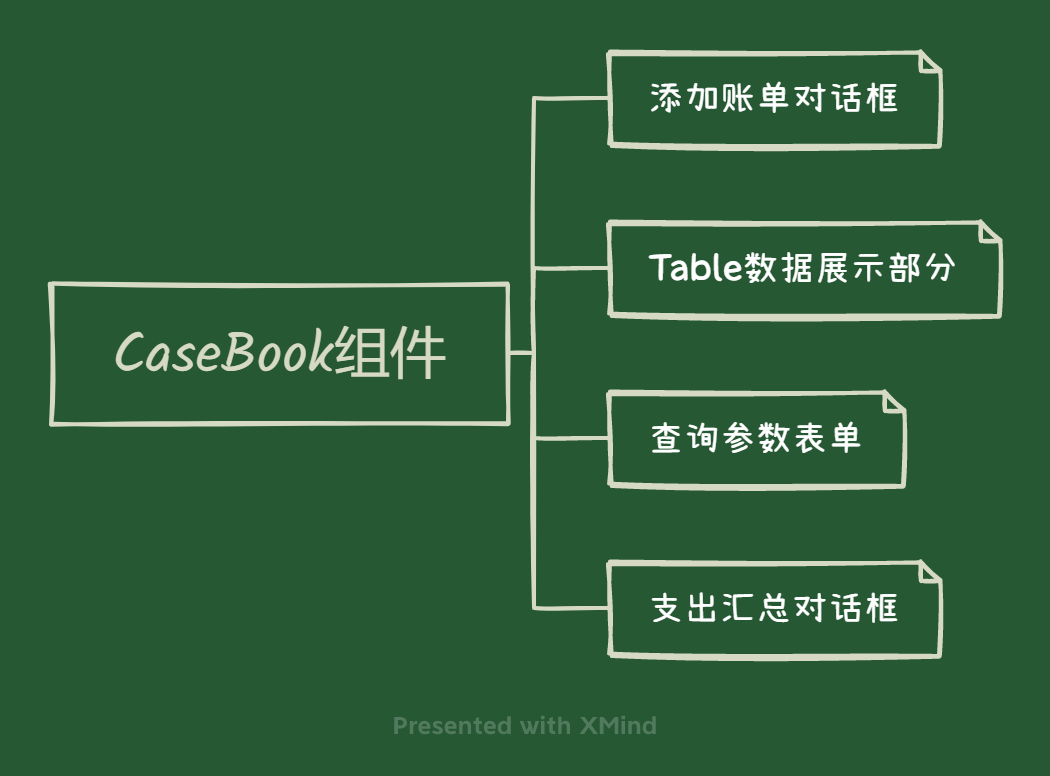 添加账单对话框
Table数据展示部分
CaseBook组件
查询参数表单
支出汇总对话框
Presented with XMind